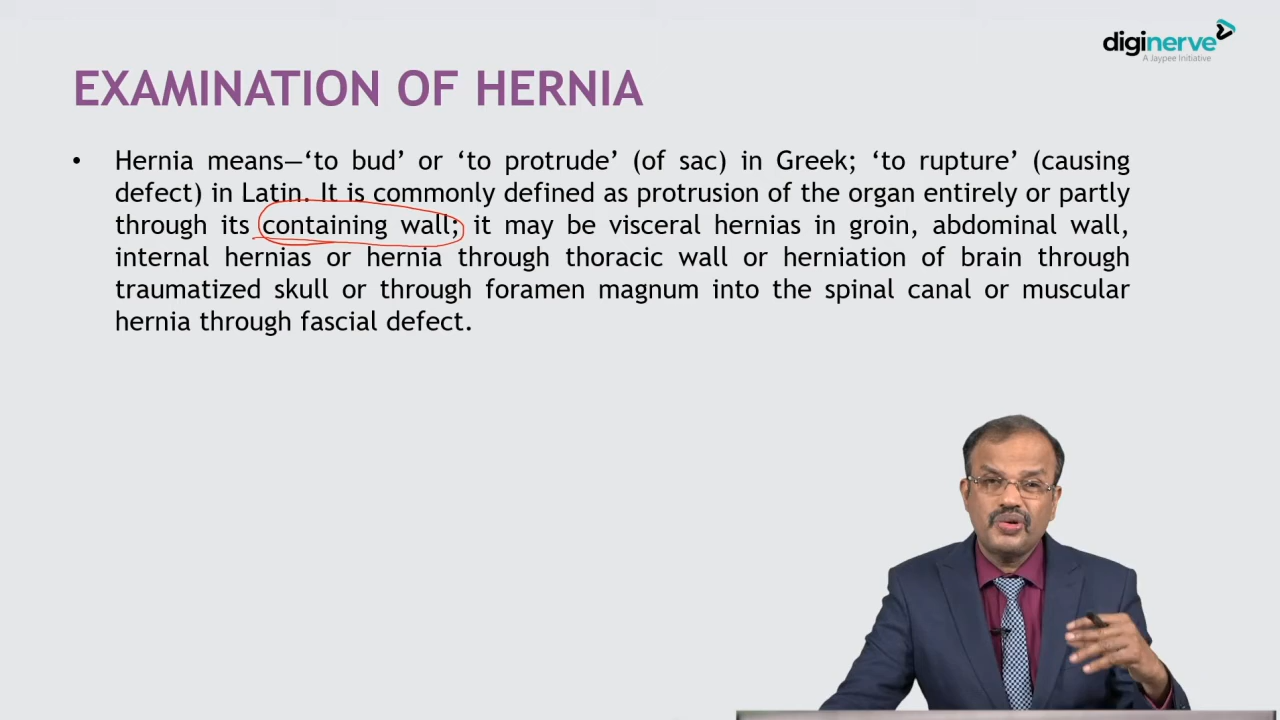 diginerve
A Jaypee Initiative
EXAMINATION OF HERNIA
• Hernia means—‘to bud’ or ‘to protrude’ (of sac) in Greek; ‘to rupture’ (causing
defect) in Latin. It is commonly defined as protrusion of the organ entirely or partly
through its containing wall; it may be visceral hernias in groin, abdominal wall,
internal hernias or hernia through thoracic wall or herniation of brain through
traumatized skull or through foramen magnum into the spinal canal or muscular
hernia through fascial defect.